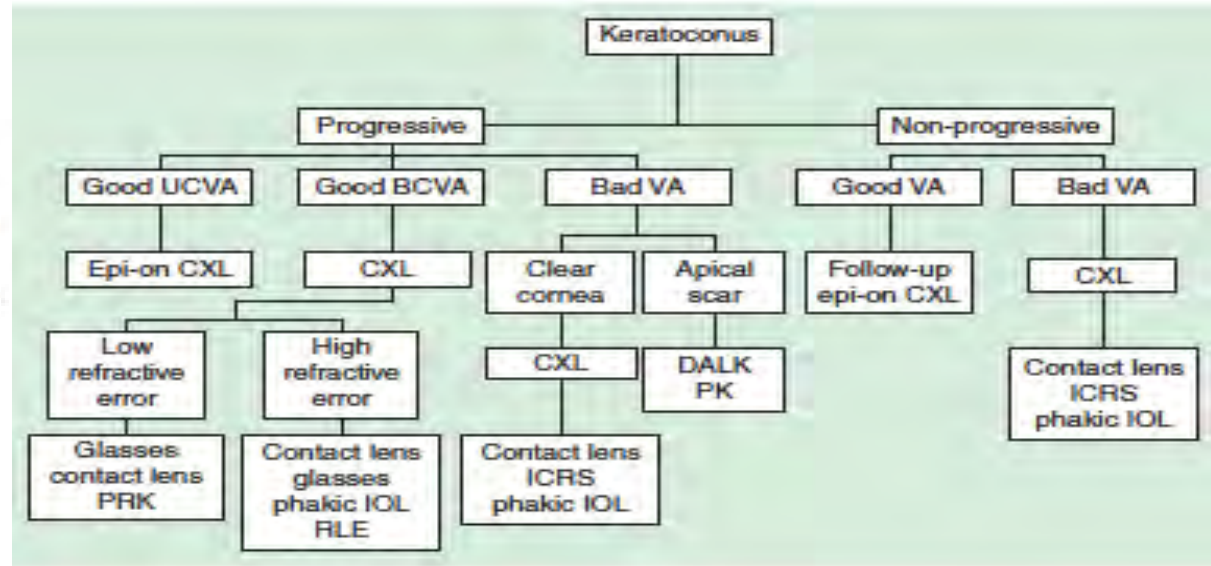 Keratoconus
Progressive
Non-progressive
Good UCVA
Good BCVA
Bad VA
Good VA
Bad VA
Epi-on CXL
CXL
Clear
cornea
Apical
scar
Follow-up
epi-on CXL
CXL
Low
refractive
error
High
refractive
error
CXL
DALK
PK
Contact lens
ICRS
phakic IOL
Glasses
contact lens
PRK
Contact lens
glasses
phakic IOL
RLE
Contact lens
ICRS
phakic IOL